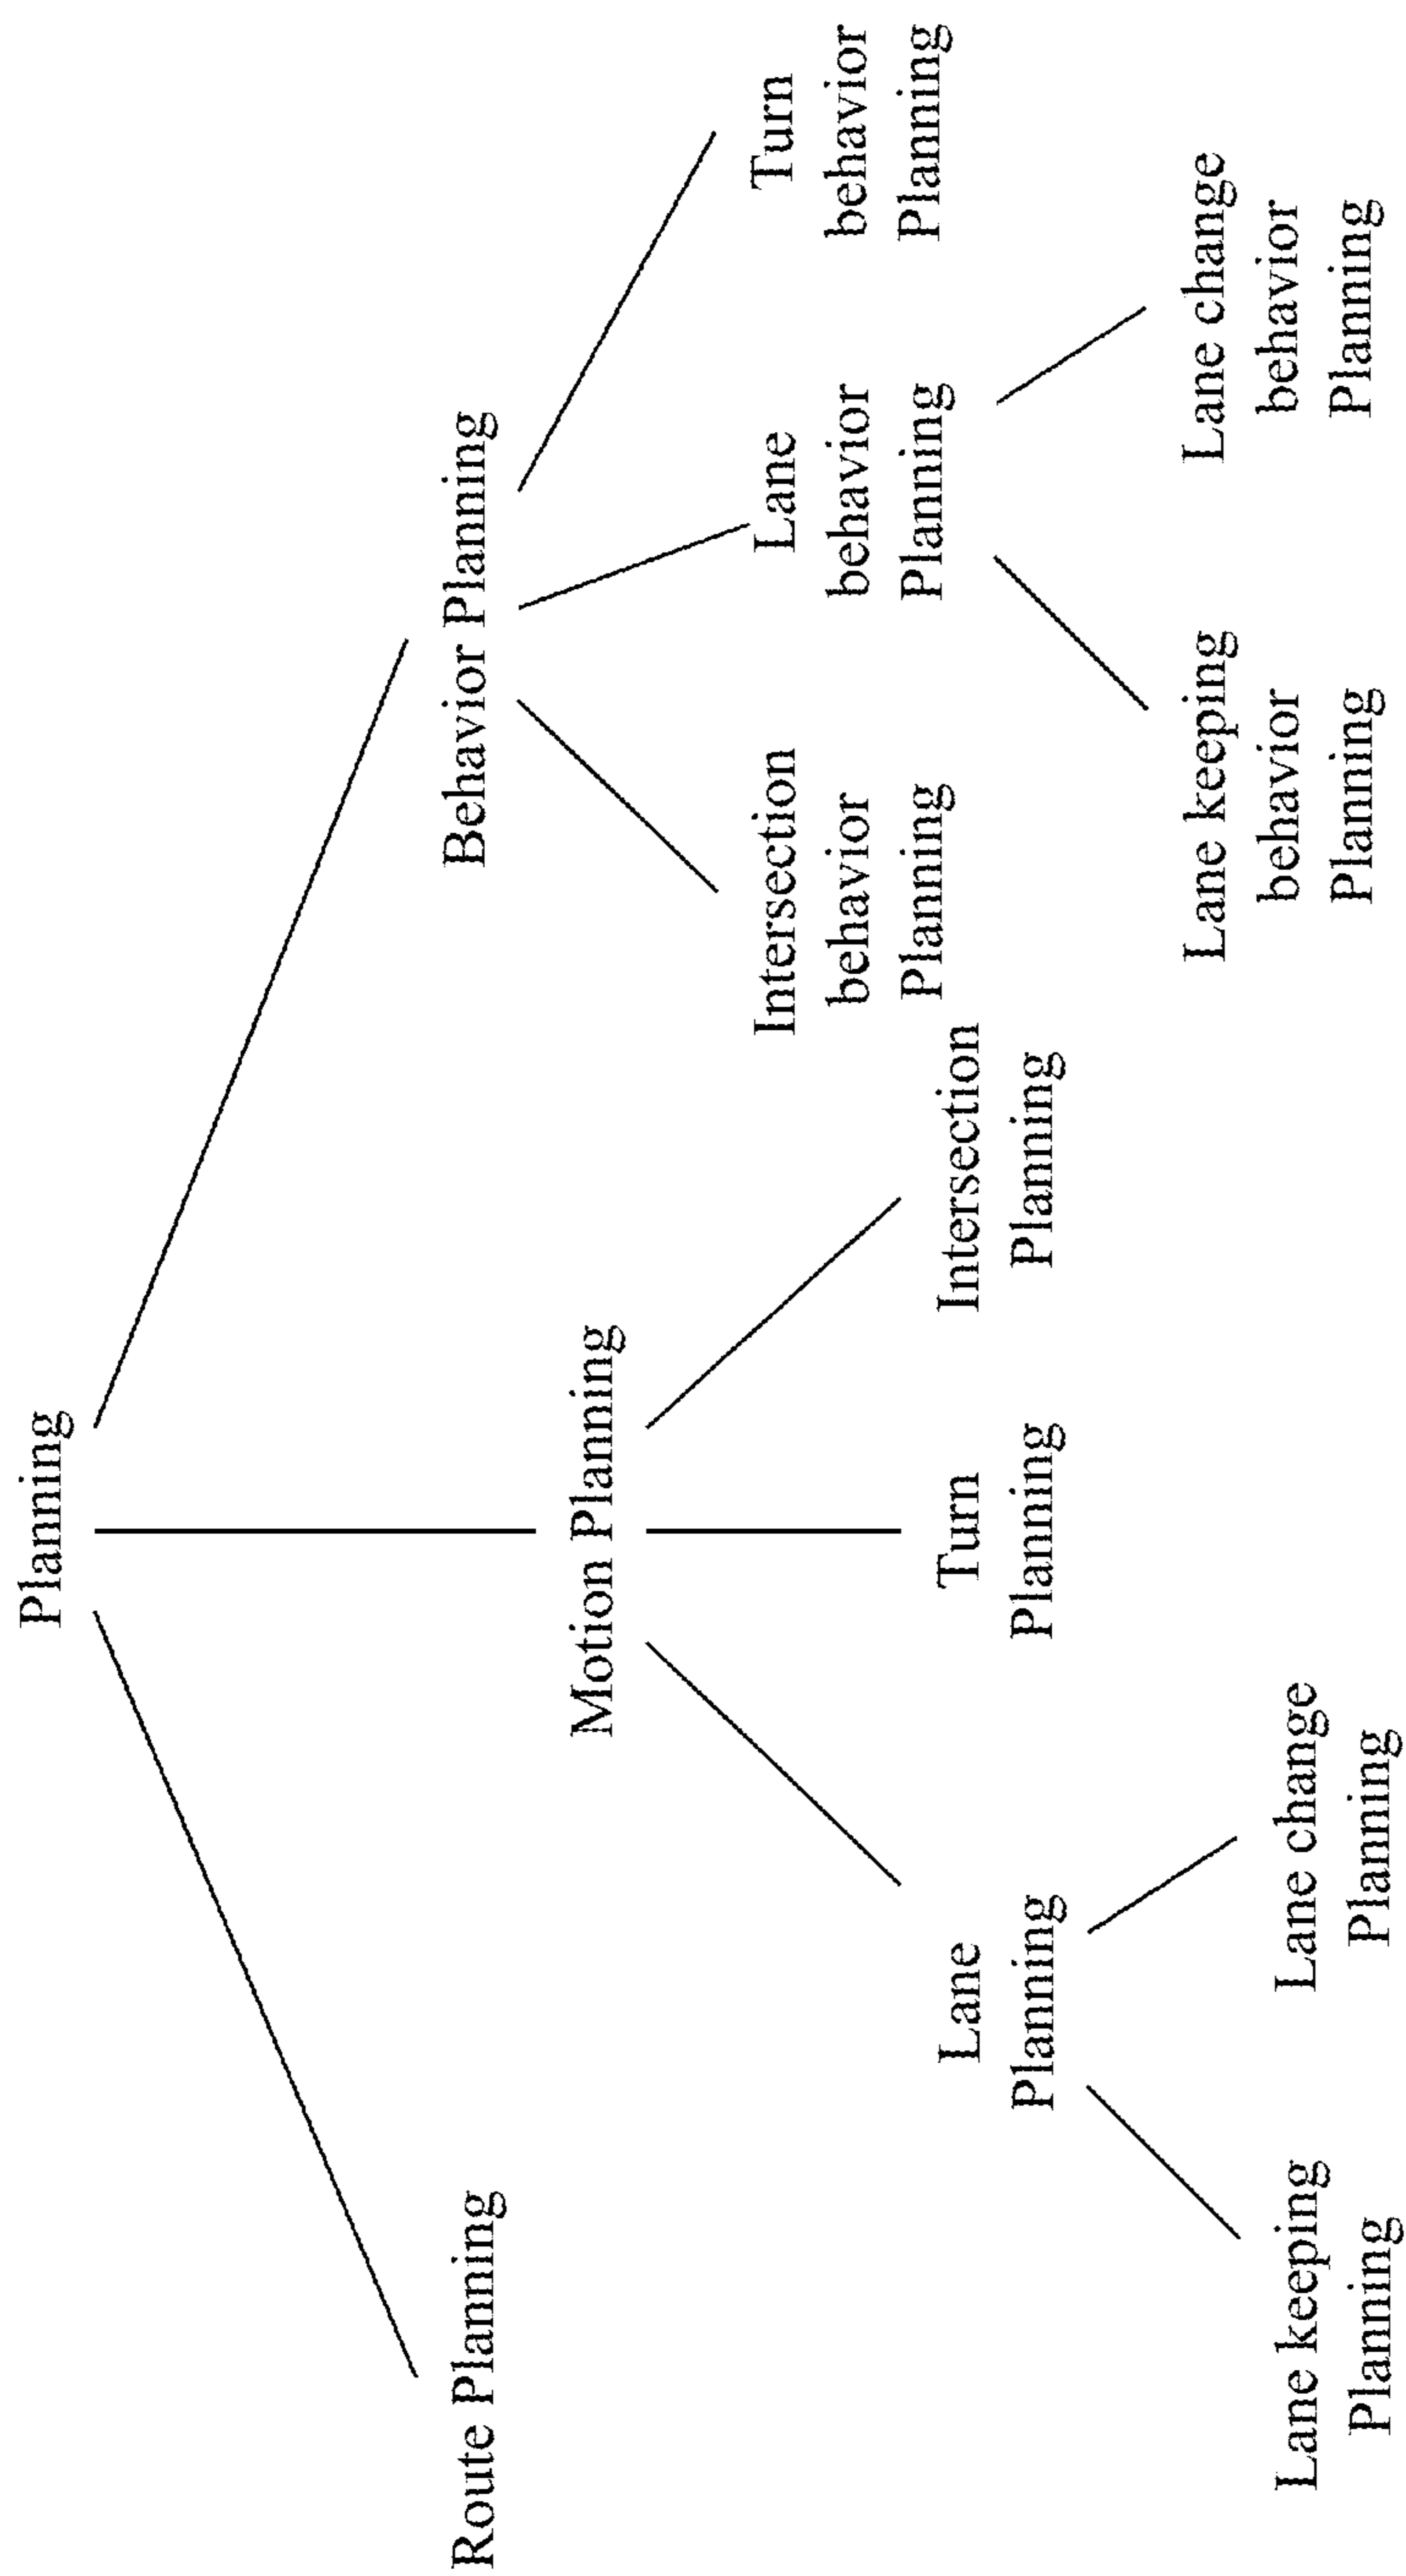 Planning
Route Planning
Motion Planning
Behavior Planning
Lane
Planning
Turn
Planning
Intersection
Planning
Intersection
behavior
Planning
Lane
behavior
Planning
Turn
behavior
Planning
Lane keeping
Planning
Lane change
Planning
Lane keeping
behavior
Planning
Lane change
behavior
Planning